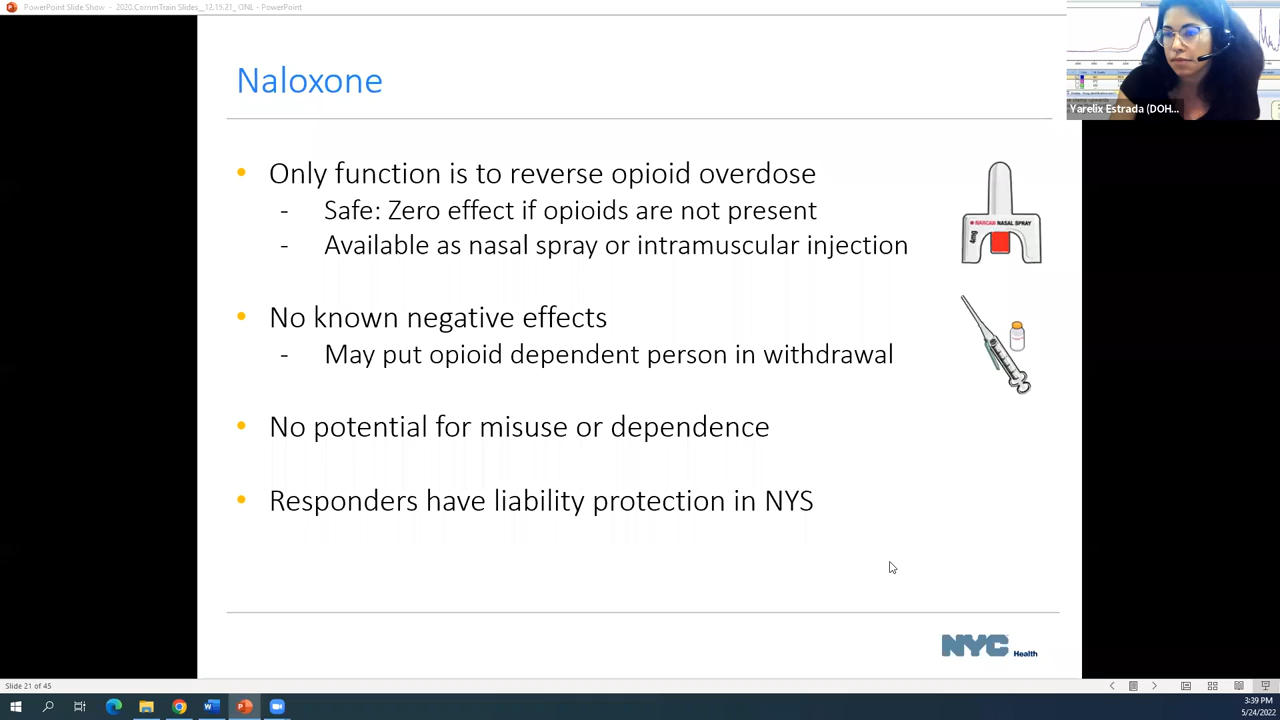 PowerPoint Slide Show - 2020.CommTrain Slides_12.15.21_ ONL - PowerPoint
Yarelix Estrada (DOH...
Naloxone
• Only function is to reverse opioid overdose
- Safe: Zero effect if opioids are not present
- Available as nasal spray or intramuscular injection
NARCAN NASAL SPRAY
4mg
• No known negative effects
- May put opioid dependent person in withdrawal
• No potential for misuse or dependence
• Responders have liability protection in NYS
NYC Health
Slide 21 of 45
3:39 PM
5/24/2022